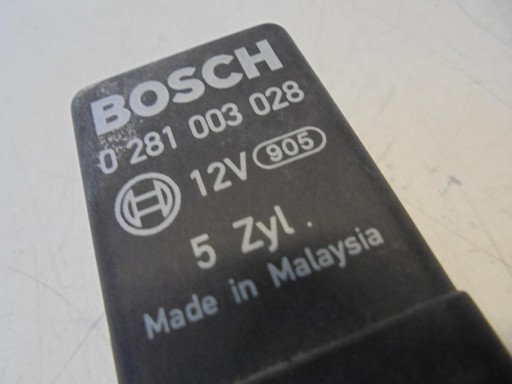 BOSCH
0 281 003 028
12V 905
5 Zyl.
Made in Malaysia